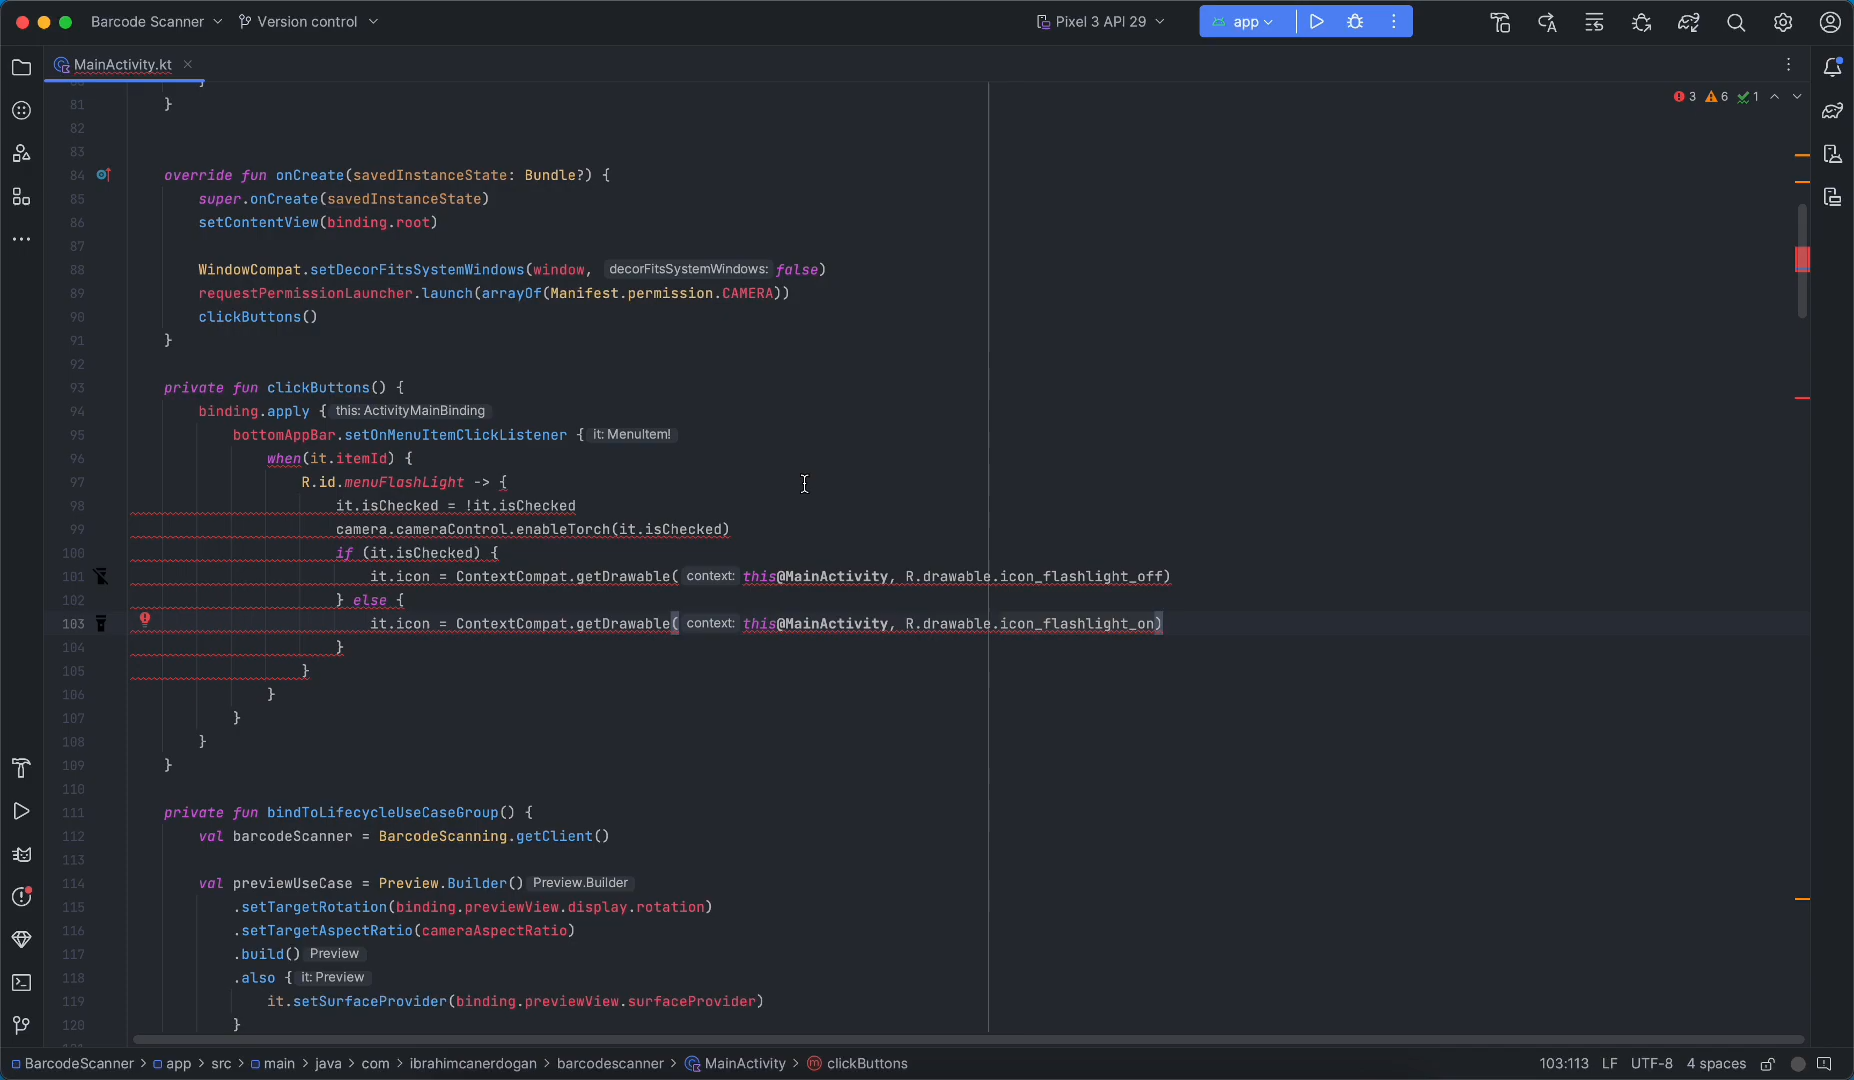 Barcode Scanner
Version control
Pixel 3 API 29
app
MainActivity.kt
3 6 1
81 }
82
83
84 override fun onCreate(savedInstanceState: Bundle?) {
85 super.onCreate(savedInstanceState)
86 setContentView(binding.root)
87
88 WindowCompat.setDecorFitsSystemWindows(window, decorFitsSystemWindows: false)
89 requestPermissionLauncher.launch(arrayOf(Manifest.permission.CAMERA))
90 clickButtons()
91 }
92
93 private fun clickButtons() {
94 binding.apply { this: ActivityMainBinding
95 bottomAppBar.setOnMenuItemClickListener { it: MenuItem!
96 when(it.itemId) {
97 R.id.menuFlashLight -> {
98 it.isChecked = !it.isChecked
99 camera.cameraControl.enableTorch(it.isChecked)
100 if (it.isChecked) {
101 it.icon = ContextCompat.getDrawable( context: this@MainActivity, R.drawable.icon_flashlight_off)
102 } else {
103 it.icon = ContextCompat.getDrawable( context: this@MainActivity, R.drawable.icon_flashlight_on)
104 }
105 }
106 }
107 }
108 }
109 }
110
111 private fun bindToLifecycleUseCaseGroup() {
112 val barcodeScanner = BarcodeScanning.getClient()
113
114 val previewUseCase = Preview.Builder() Preview.Builder
115 .setTargetRotation(binding.previewView.display.rotation)
116 .setTargetAspectRatio(cameraAspectRatio)
117 .build() Preview
118 .also { it: Preview
119 it.setSurfaceProvider(binding.previewView.surfaceProvider)
120 }
BarcodeScanner > app > src > main > java > com > ibrahimcanerdogan > barcodescanner > MainActivity > clickButtons
103:113 LF UTF-8 4 spaces